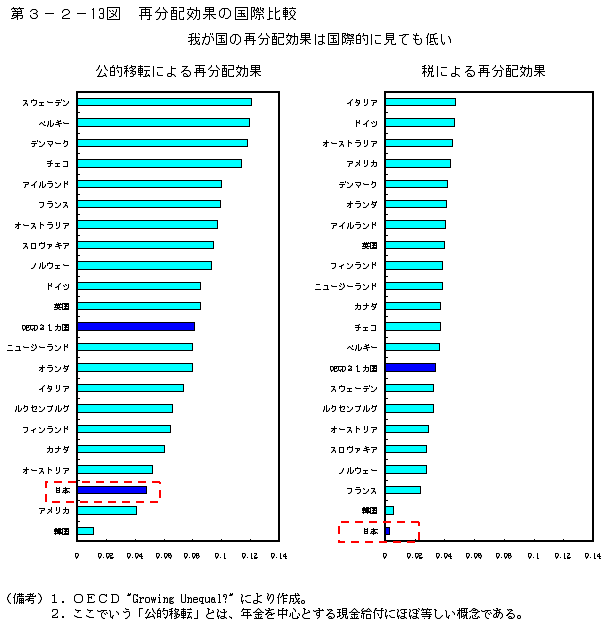 第３－２－13図　再分配効果の国際比較
我が国の再分配効果は国際的に見ても低い
公的移転による再分配効果
スウェーデン
ベルギー
デンマーク
チェコ
アイルランド
フランス
オーストラリア
スロヴァキア
ノルウェー
ドイツ
英国
OECD２１カ国
ニュージーランド
オランダ
イタリア
ルクセンブルグ
フィンランド
カナダ
オーストリア
日本
アメリカ
韓国
0 0.02 0.04 0.06 0.08 0.1 0.12 0.14
税による再分配効果
イタリア
ドイツ
オーストラリア
アメリカ
デンマーク
オランダ
アイルランド
英国
フィンランド
ニュージーランド
カナダ
チェコ
ベルギー
OECD２１カ国
スウェーデン
ルクセンブルグ
オーストリア
スロヴァキア
ノルウェー
フランス
韓国
日本
0 0.02 0.04 0.06 0.08 0.1 0.12 0.14
（備考）１．ＯＥＣＤ“Growing Unequal?”により作成。
２．ここでいう「公的移転」とは、年金を中心とする現金給付にほぼ等しい概念である。